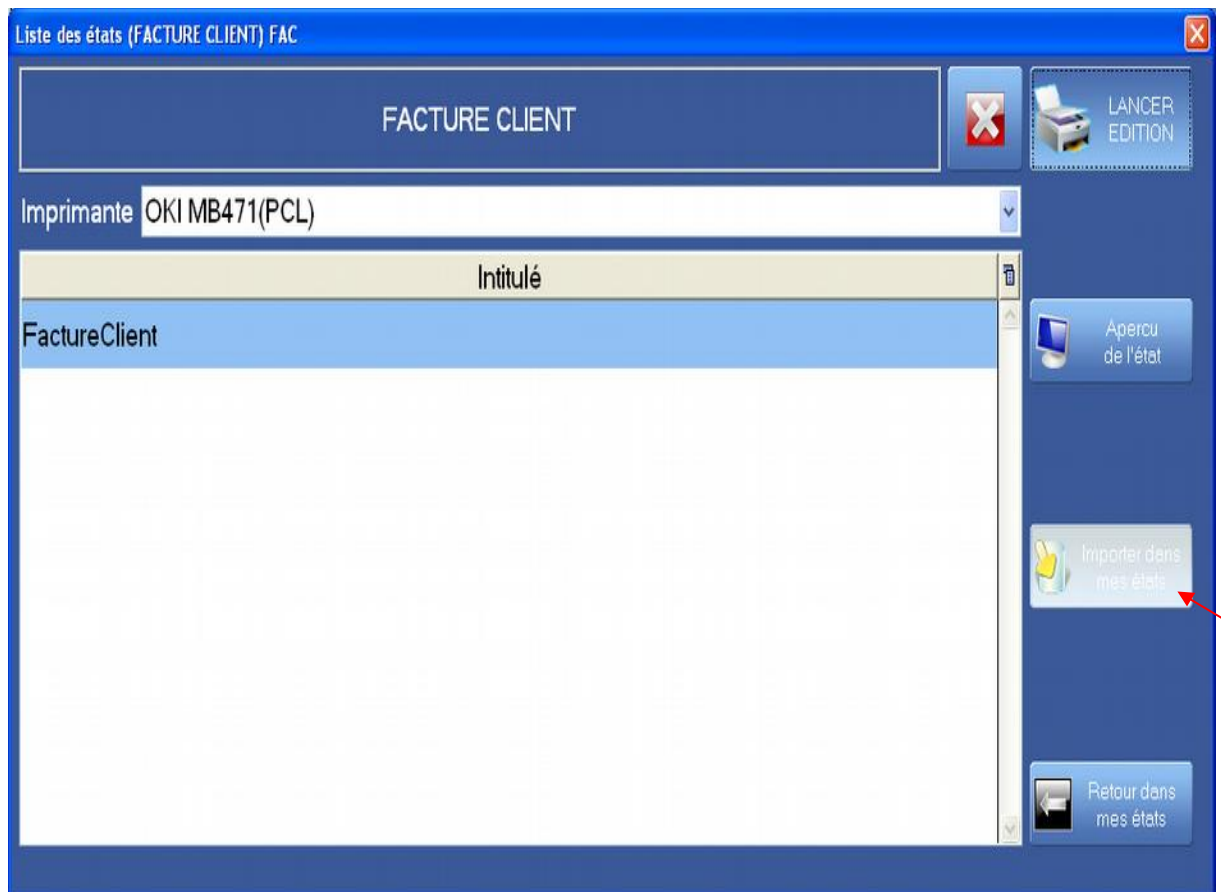 Liste des états (FACTURE CLIENT) FAC
FACTURE CLIENT
LANCER
EDITION
Imprimante OKI MB471(PCL)
Intitulé
FactureClient
Apercu
de l'état
Importer dans
mes états
Retour dans
mes états